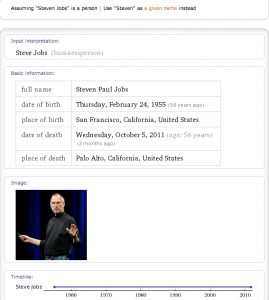 Assuming "Steven Jobs" is a person | Use "Steven" as a given name instead
Input interpretation:
Steve Jobs (businessperson)
Basic information:
full name Steven Paul Jobs
date of birth Thursday, February 24, 1955 (56 years ago)
place of birth San Francisco, California, United States
date of death Wednesday, October 5, 2011 (age: 56 years)
(2 months ago)
place of death Palo Alto, California, United States
Image:
Timeline:
Steve Jobs
1960 1970 1980 1990 2000 2010